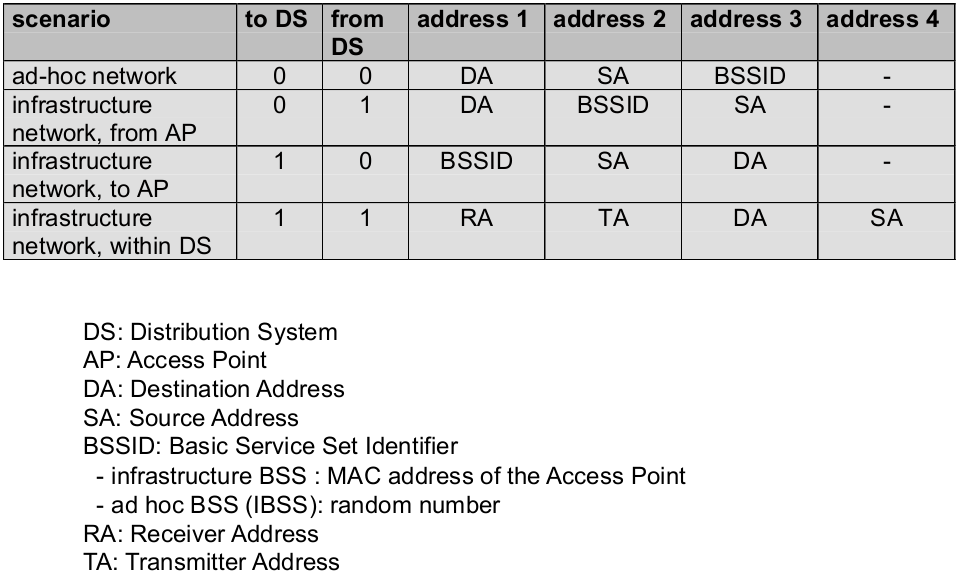 scenario to DS from DS address 1 address 2 address 3 address 4
ad-hoc network 0 0 DA SA BSSID -
infrastructure network, from AP 0 1 DA BSSID SA -
infrastructure network, to AP 1 0 BSSID SA DA -
infrastructure network, within DS 1 1 RA TA DA SA
DS: Distribution System
AP: Access Point
DA: Destination Address
SA: Source Address
BSSID: Basic Service Set Identifier
- infrastructure BSS : MAC address of the Access Point
- ad hoc BSS (IBSS): random number
RA: Receiver Address
TA: Transmitter Address